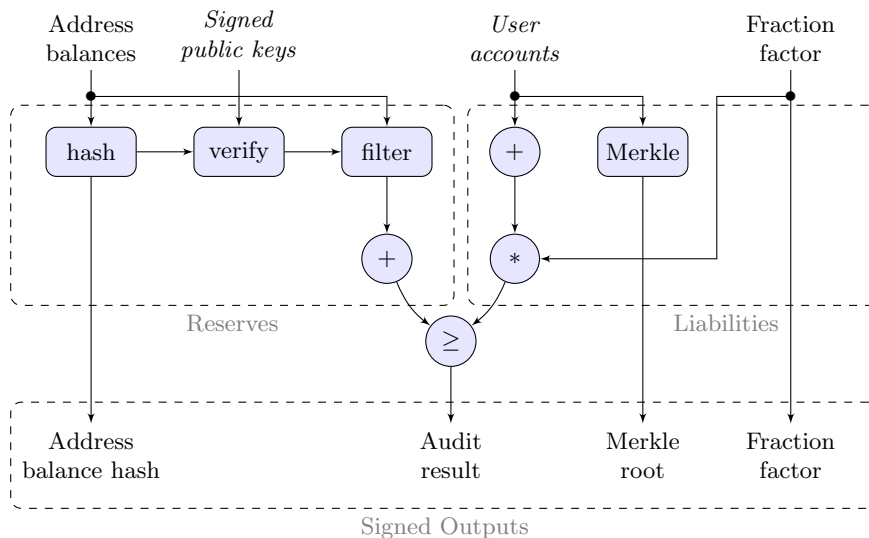 Address
balances
Signed
public keys
User
accounts
Fraction
factor
hash
verify
filter
+
Merkle
+
*
Reserves
Liabilities
≥
Address
balance hash
Audit
result
Merkle
root
Fraction
factor
Signed Outputs